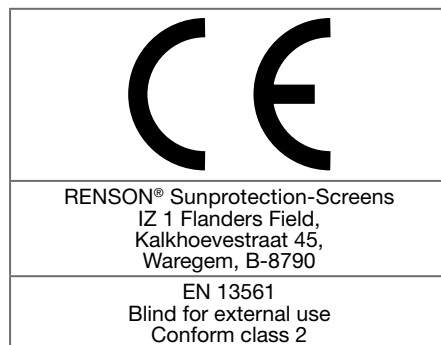 CE
RENSON® Sunprotection-Screens
IZ 1 Flanders Field,
Kalkhoevestraat 45,
Waregem, B-8790
EN 13561
Blind for external use
Conform class 2